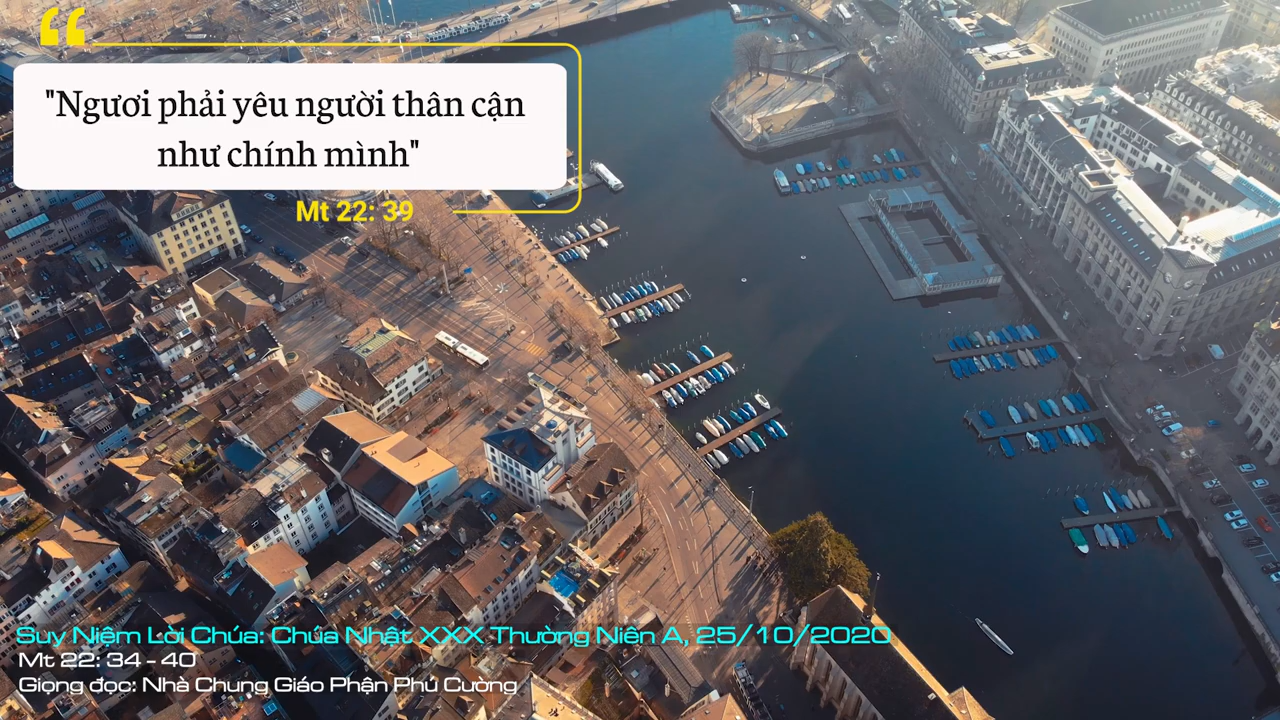 "Ngươi phải yêu người thân cận
như chính mình"
Mt 22: 39
Suy Niệm Lời Chúa: Chúa Nhật XXX Thường Niên A, 25/10/2020
Mt 22: 34 - 40
Giọng đọc: Nhà Chung Giáo Phận Phú Cường